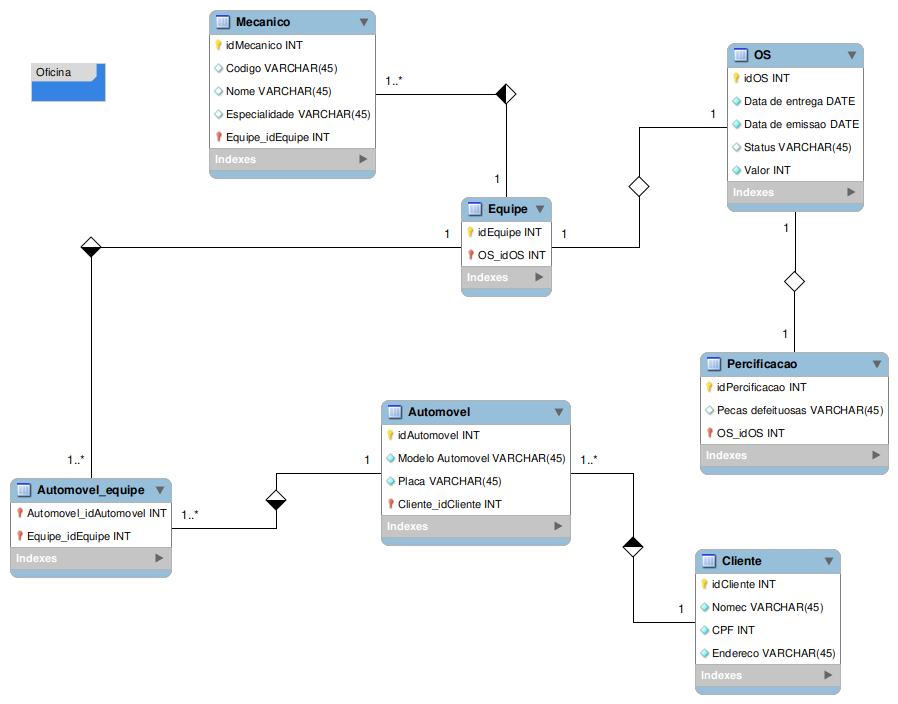 Oficina
Mecanico
idMecanico INT
Codigo VARCHAR(45)
Nome VARCHAR(45)
Especialidade VARCHAR(45)
Equipe_idEquipe INT
Indexes
1..*
1
OS
idOS INT
Data de entrega DATE
Data de emissao DATE
Status VARCHAR(45)
Valor INT
Indexes
1
1
Equipe
idEquipe INT
OS_idOS INT
Indexes
1
1
1
Percificacao
idPercificacao INT
Pecas defeituosas VARCHAR(45)
OS_idOS INT
Indexes
Automovel
idAutomovel INT
Modelo Automovel VARCHAR(45)
Placa VARCHAR(45)
Cliente_idCliente INT
Indexes
1
1..*
1..*
Automovel_equipe
Automovel_idAutomovel INT
Equipe_idEquipe INT
Indexes
1..*
Cliente
idCliente INT
Nomec VARCHAR(45)
CPF INT
Endereco VARCHAR(45)
Indexes
1